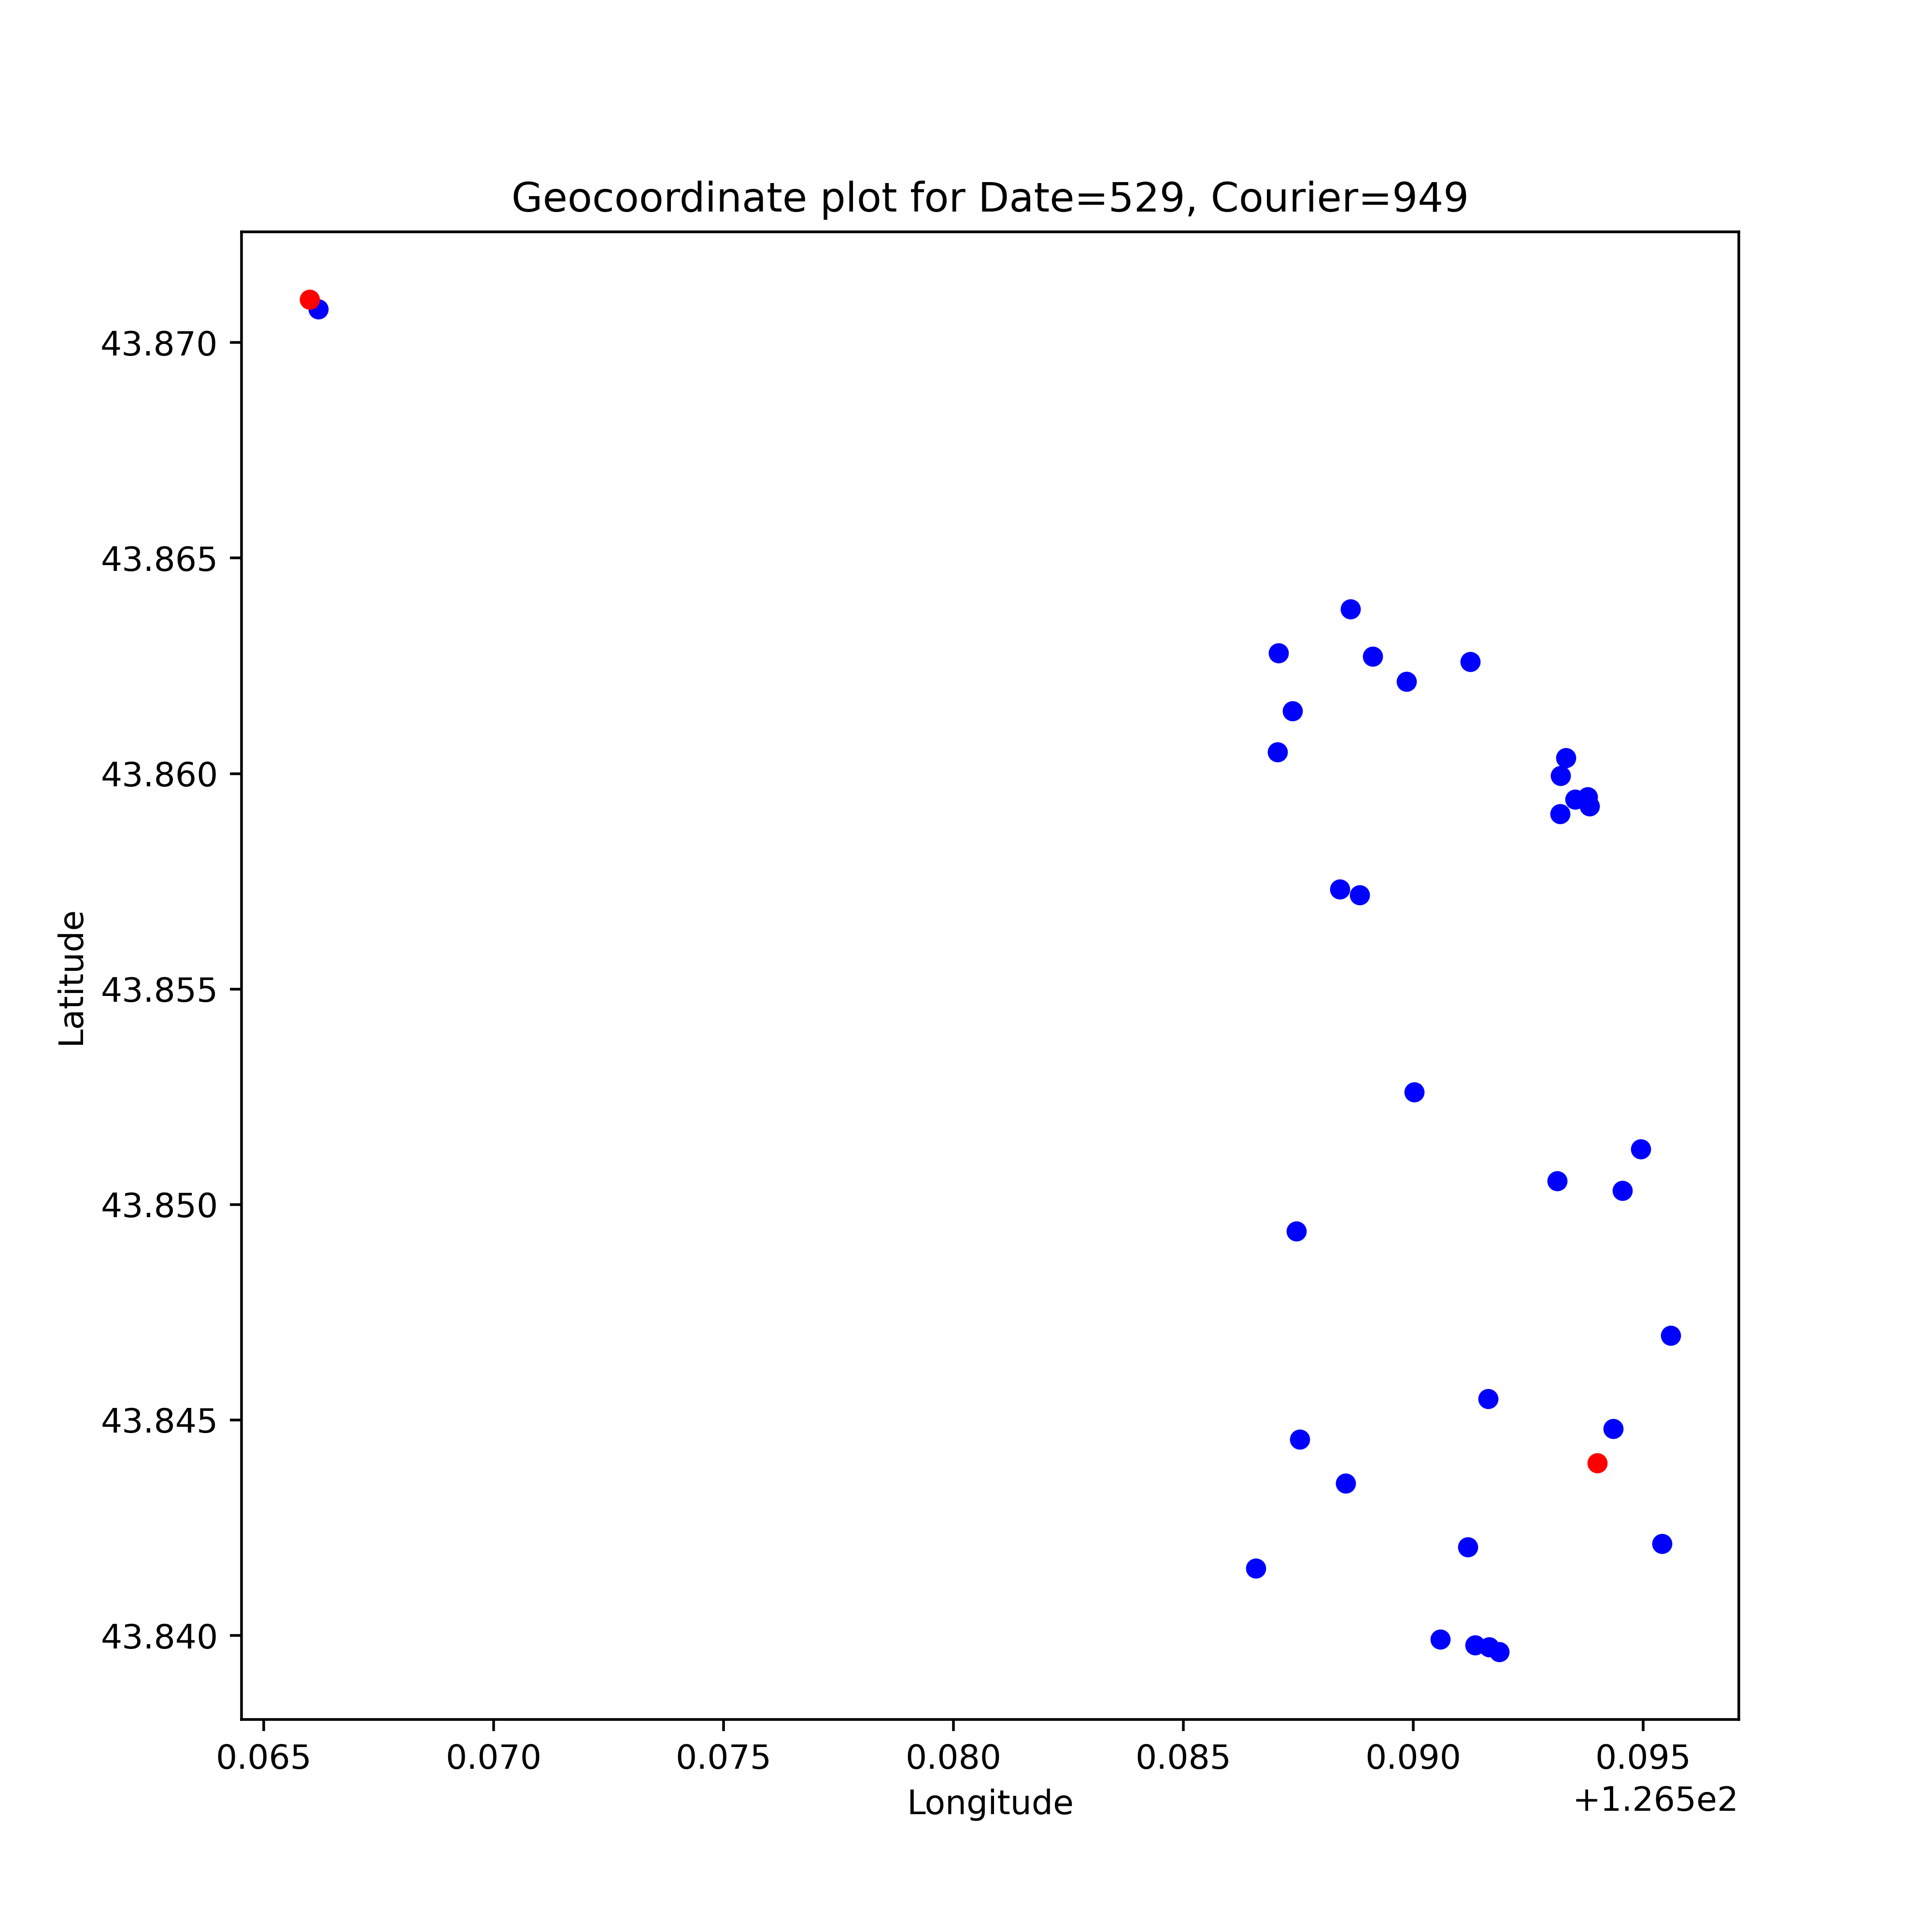 Geocoordinate plot for Date=529, Courier=949
43.870
43.865
43.860
43.855
43.850
43.845
43.840
Latitude
0.065 0.070 0.075 0.080 0.085 0.090 0.095
Longitude
+1.265e2